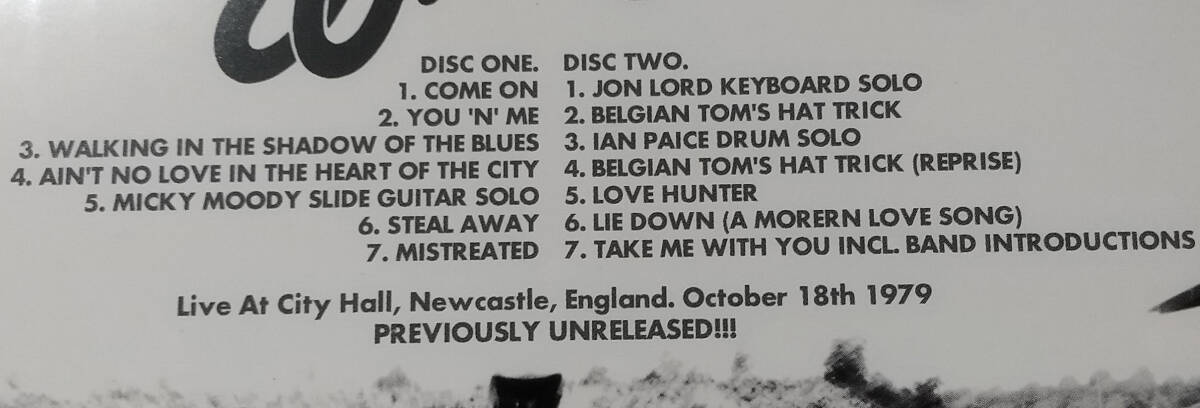 DISC ONE.
1. COME ON
2. YOU 'N' ME
3. WALKING IN THE SHADOW OF THE BLUES
4. AIN'T NO LOVE IN THE HEART OF THE CITY
5. MICKY MOODY SLIDE GUITAR SOLO
6. STEAL AWAY
7. MISTREATED
DISC TWO.
1. JON LORD KEYBOARD SOLO
2. BELGIAN TOM'S HAT TRICK
3. IAN PAICE DRUM SOLO
4. BELGIAN TOM'S HAT TRICK (REPRISE)
5. LOVE HUNTER
6. LIE DOWN (A MORERN LOVE SONG)
7. TAKE ME WITH YOU INCL. BAND INTRODUCTIONS
Live At City Hall, Newcastle, England. October 18th 1979
PREVIOUSLY UNRELEASED!!!